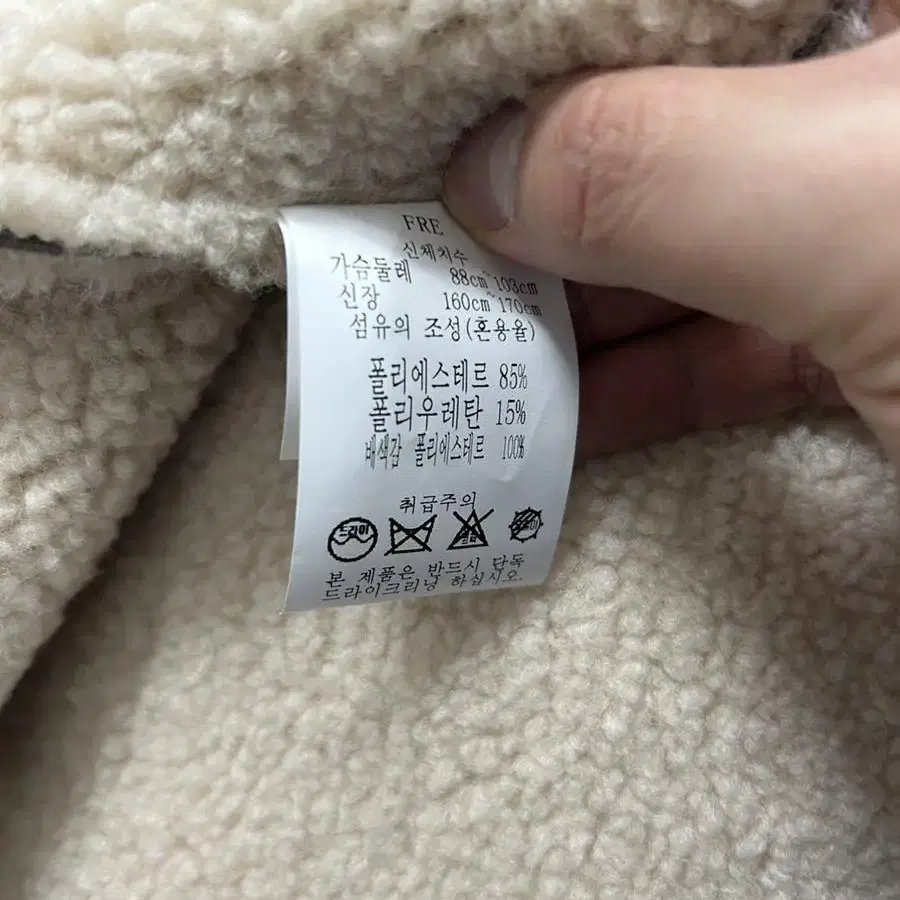 FRE
신체치수
가슴둘레 88cm~103cm
신장 160cm~170cm
섬유의 조성(혼용율)
폴리에스테르 85%
폴리우레탄 15%
배색감 폴리에스테르 100%
취급주의
드라이
본 제품은 반드시 단독
드라이크리닝 하십시오.